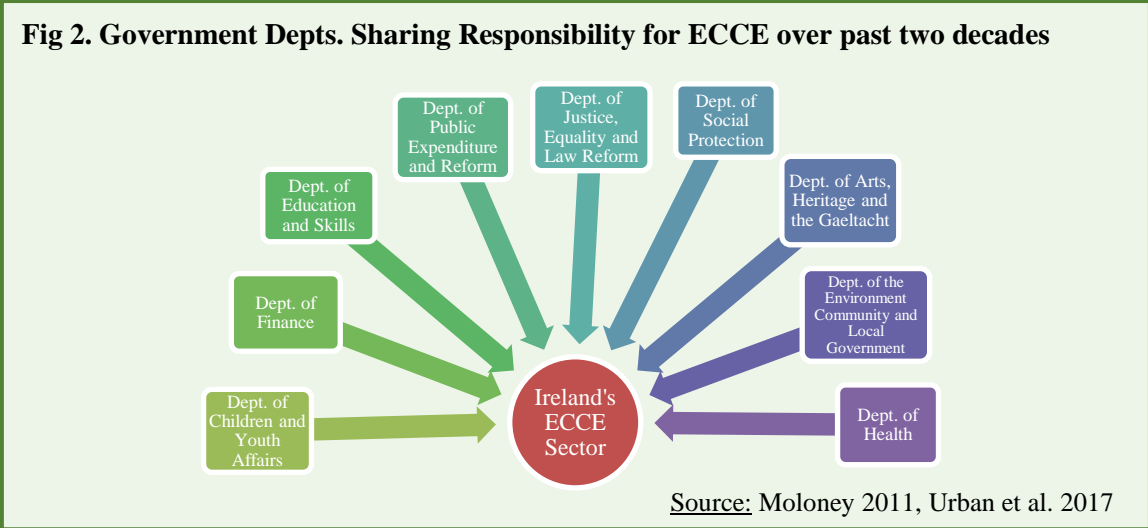 Fig 2. Government Depts. Sharing Responsibility for ECCE over past two decades
Dept. of
Children and
Youth
Affairs
Dept. of
Finance
Dept. of
Education
and Skills
Dept. of
Public
Expenditure
and Reform
Dept. of
Justice,
Equality and
Law Reform
Dept. of
Social
Protection
Dept. of Arts,
Heritage and
the Gaeltacht
Dept. of the
Environment
Community and
Local
Government
Dept. of
Health
Ireland's
ECCE
Sector
Source: Moloney 2011, Urban et al. 2017